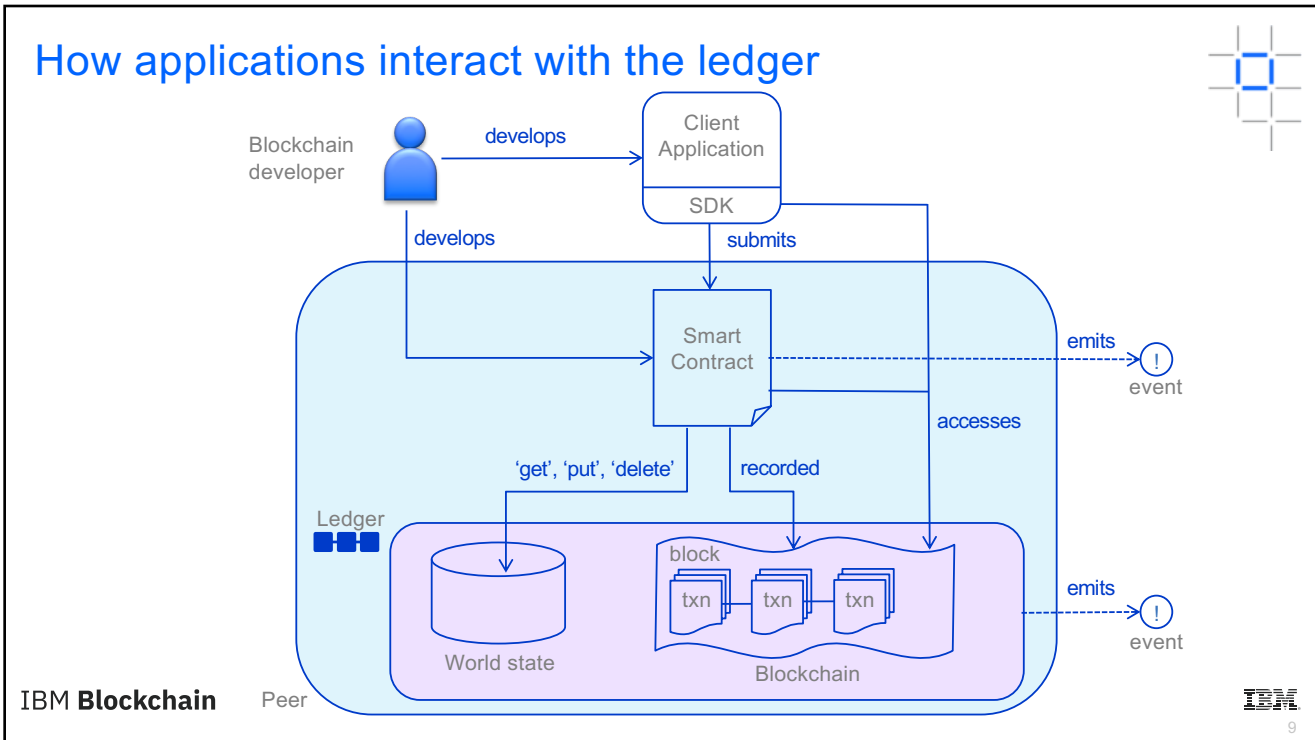 How applications interact with the ledger
Blockchain
developer
develops
Client
Application
SDK
develops
submits
Smart
Contract
emits
!
event
accesses
‘get’, ‘put’, ‘delete’
recorded
Ledger
block
txn
txn
txn
emits
!
event
World state
Blockchain
IBM Blockchain
Peer
IBM.
9